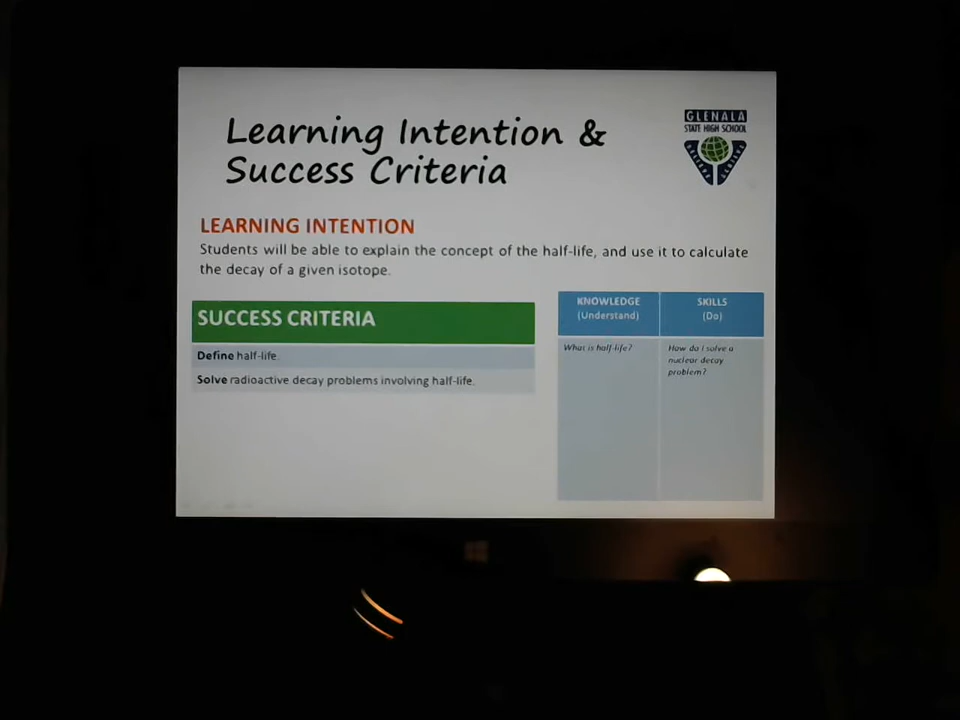 Learning Intention &
Success Criteria
GLENALA
STATE HIGH SCHOOL
LEARNING INTENTION
Students will be able to explain the concept of the half-life, and use it to calculate
the decay of a given isotope.
SUCCESS CRITERIA
Define half-life.
Solve radioactive decay problems involving half-life.
KNOWLEDGE
(Understand)
SKILLS
(Do)
What is half-life?
How do I solve a
nuclear decay
problem?